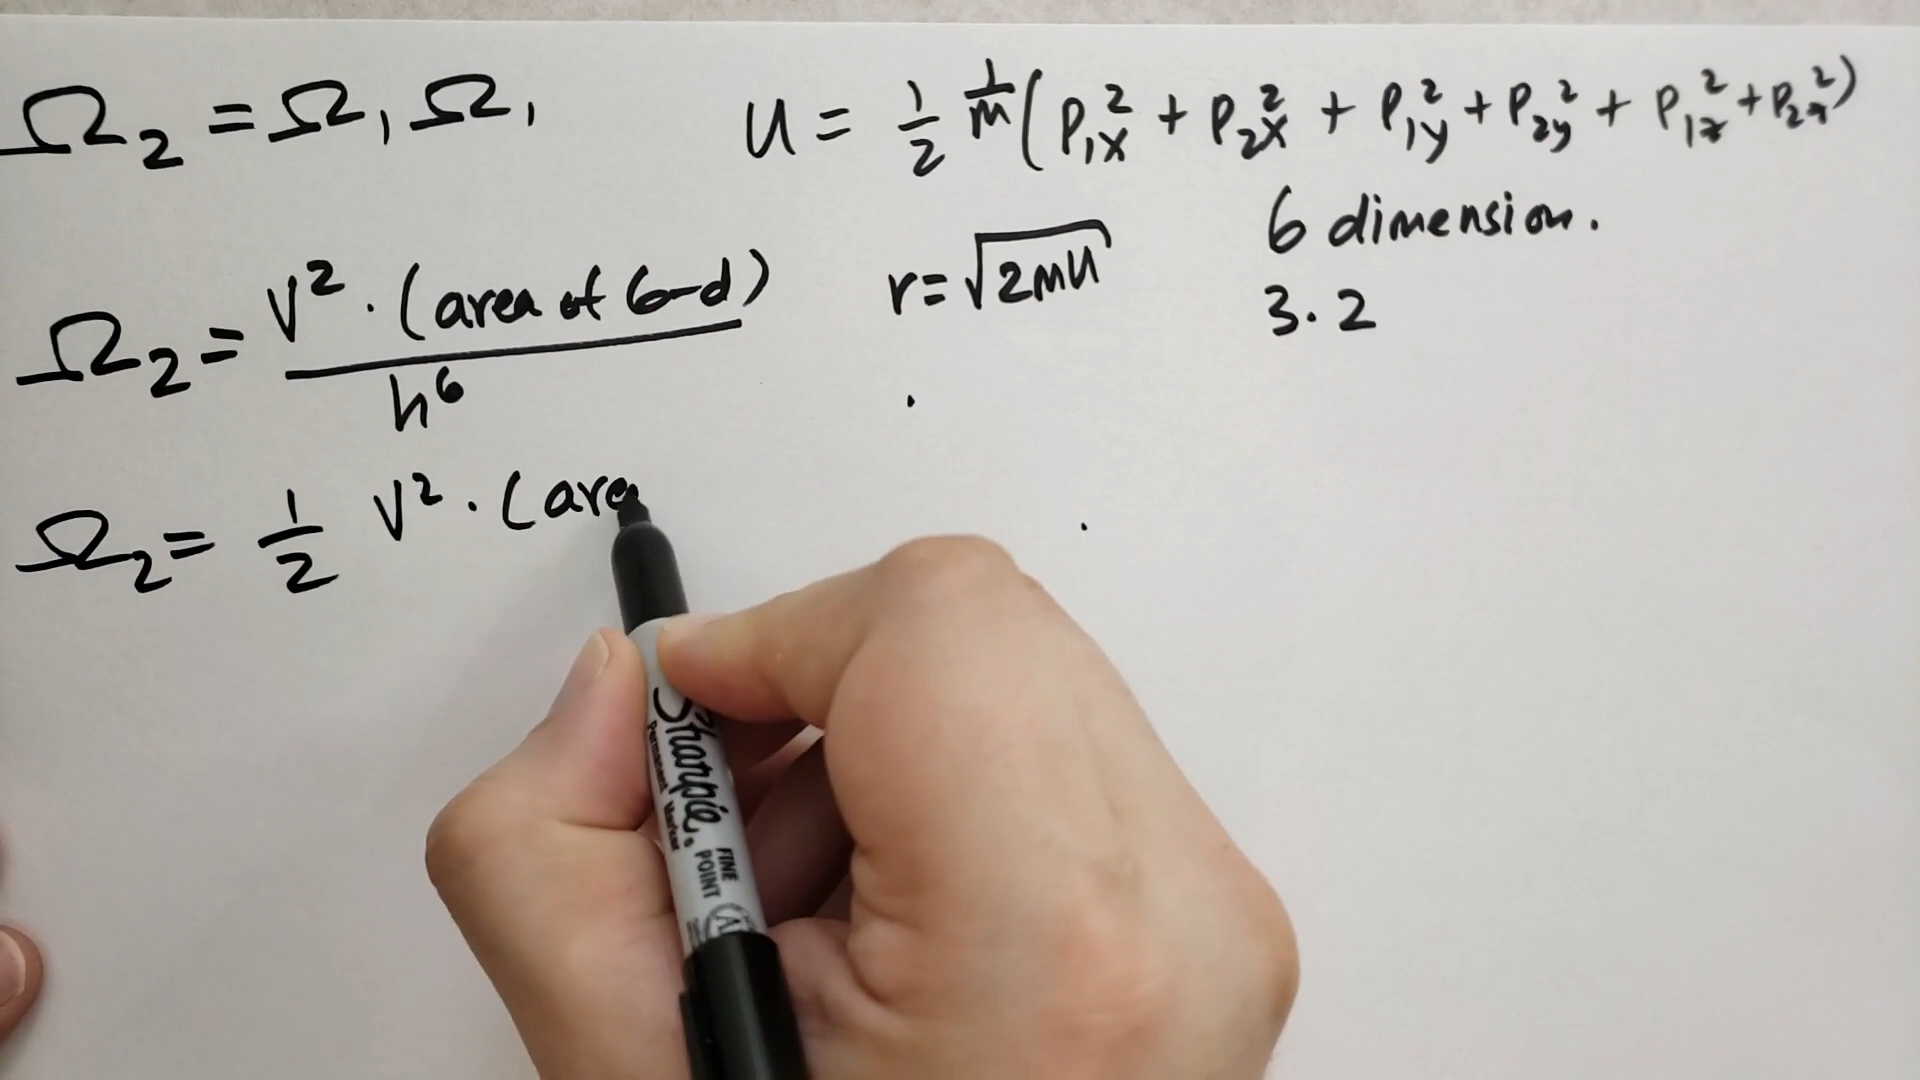 Ω₂ = Ω₁ Ω₁
U = 1/2 1/m (P₁ₓ² + P₂ₓ² + P₁y² + P₂y² + P₁z² + P₂z²)
6 dimension.
Ω₂ = V² · (area of 6-d) / h⁶
r = √2mU
3 · 2
Ω₂ = 1/2 V² · (area
Sharpie.
Permanent Marker
FINE
POINT